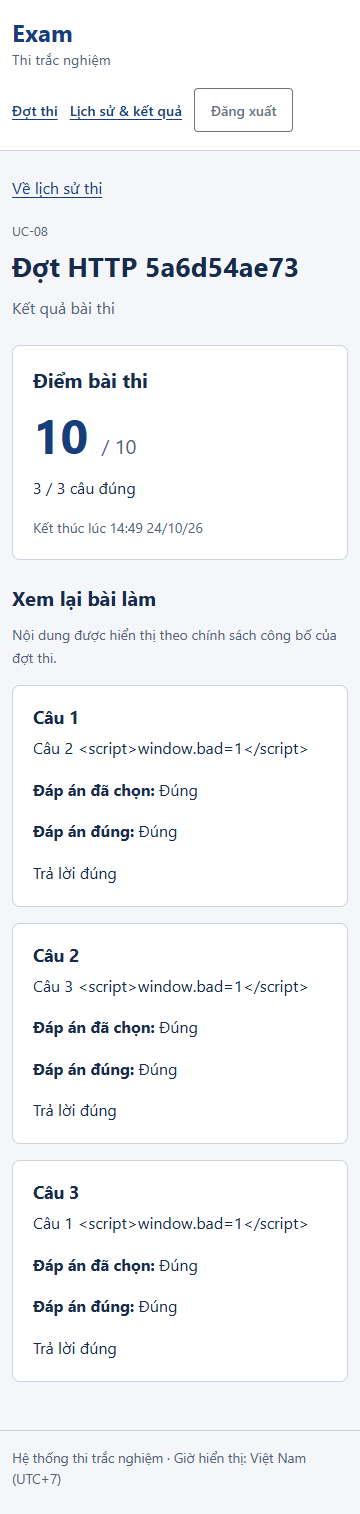 Exam
Thi trắc nghiệm
Đợt thi Lịch sử & kết quả Đăng xuất
Về lịch sử thi
UC-08
Đợt HTTP 5a6d54ae73
Kết quả bài thi
Điểm bài thi
10 / 10
3 / 3 câu đúng
Kết thúc lúc 14:49 24/10/26
Xem lại bài làm
Nội dung được hiển thị theo chính sách công bố của
đợt thi.
Câu 1
Câu 2 <script>window.bad=1</script>
Đáp án đã chọn: Đúng
Đáp án đúng: Đúng
Trả lời đúng
Câu 2
Câu 3 <script>window.bad=1</script>
Đáp án đã chọn: Đúng
Đáp án đúng: Đúng
Trả lời đúng
Câu 3
Câu 1 <script>window.bad=1</script>
Đáp án đã chọn: Đúng
Đáp án đúng: Đúng
Trả lời đúng
Hệ thống thi trắc nghiệm · Giờ hiển thị: Việt Nam
(UTC+7)